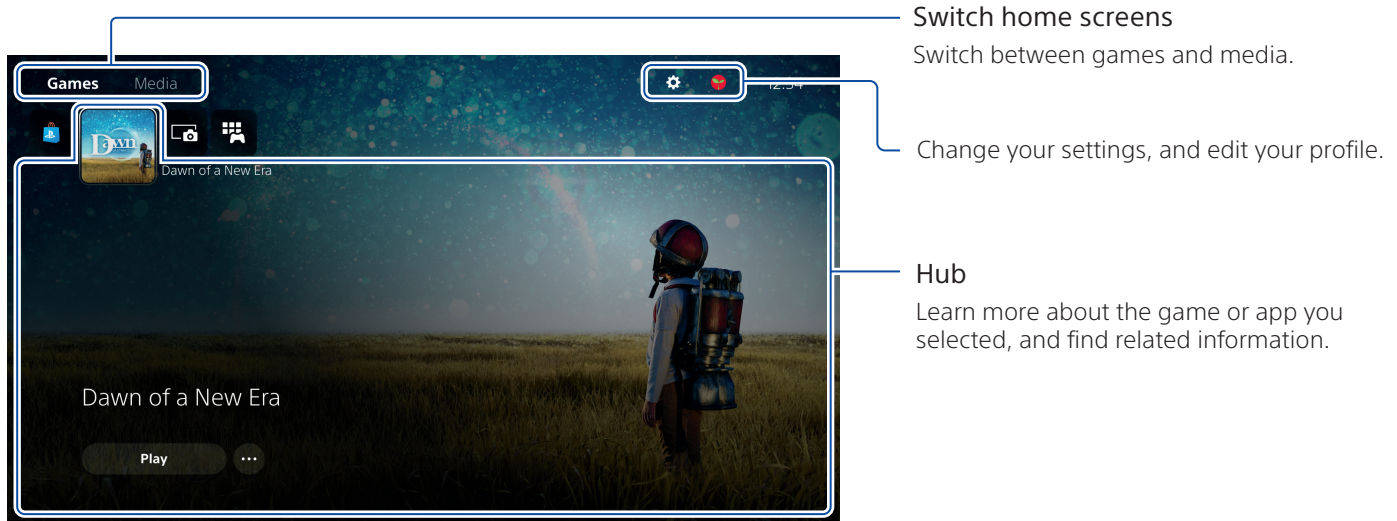 Switch home screens
Switch between games and media.
Games Media
12:34
Dawn
Dawn of a New Era
Change your settings, and edit your profile.
Hub
Learn more about the game or app you
selected, and find related information.
Dawn of a New Era
Play